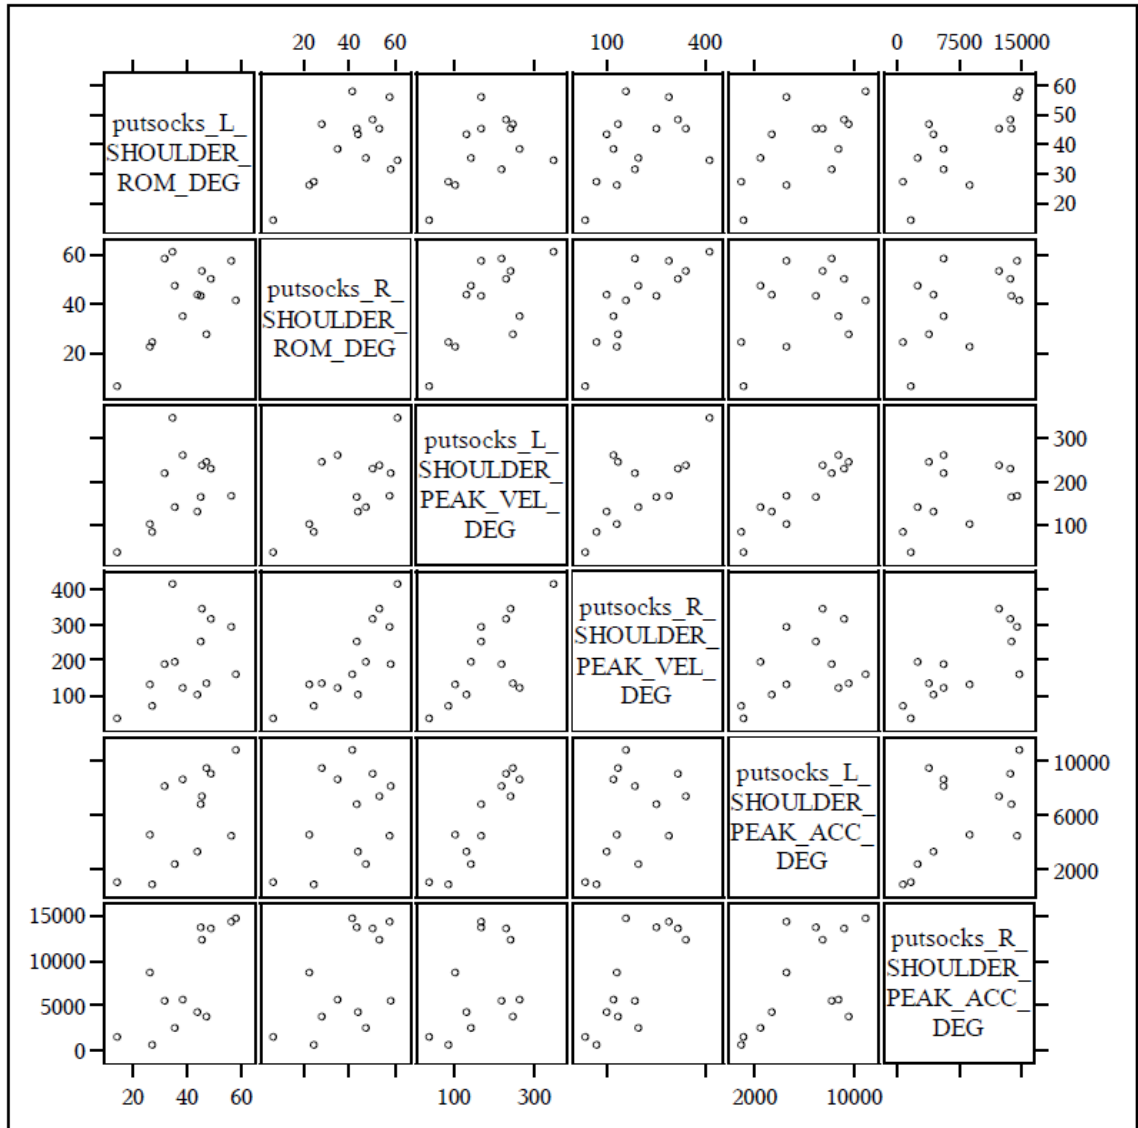 20 40 60 100 400 0 7500 15000
putsocks_L_
SHOULDER_
ROM_DEG
60
50
40
30
20
60
40
20
putsocks_R_
SHOULDER_
ROM_DEG
putsocks_L_
SHOULDER_
PEAK_VEL_
DEG
300
200
100
400
300
200
100
putsocks_R_
SHOULDER_
PEAK_VEL_
DEG
putsocks_L_
SHOULDER_
PEAK_ACC_
DEG
10000
6000
2000
15000
10000
5000
0
putsocks_R_
SHOULDER_
PEAK_ACC_
DEG
20 40 60 100 300 2000 10000